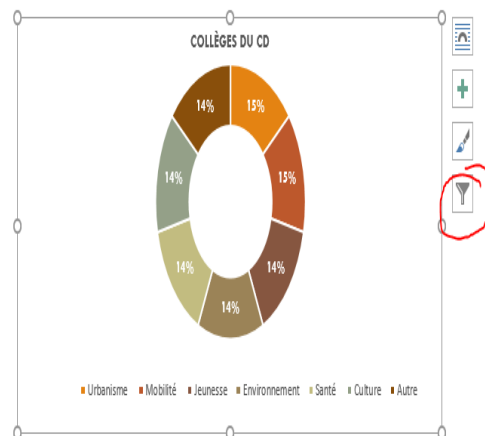 COLLÈGES DU CD
14% 15%
14% 15%
14% 14%
14%
Urbanisme Mobilité Jeunesse Environnement Santé Culture Autre